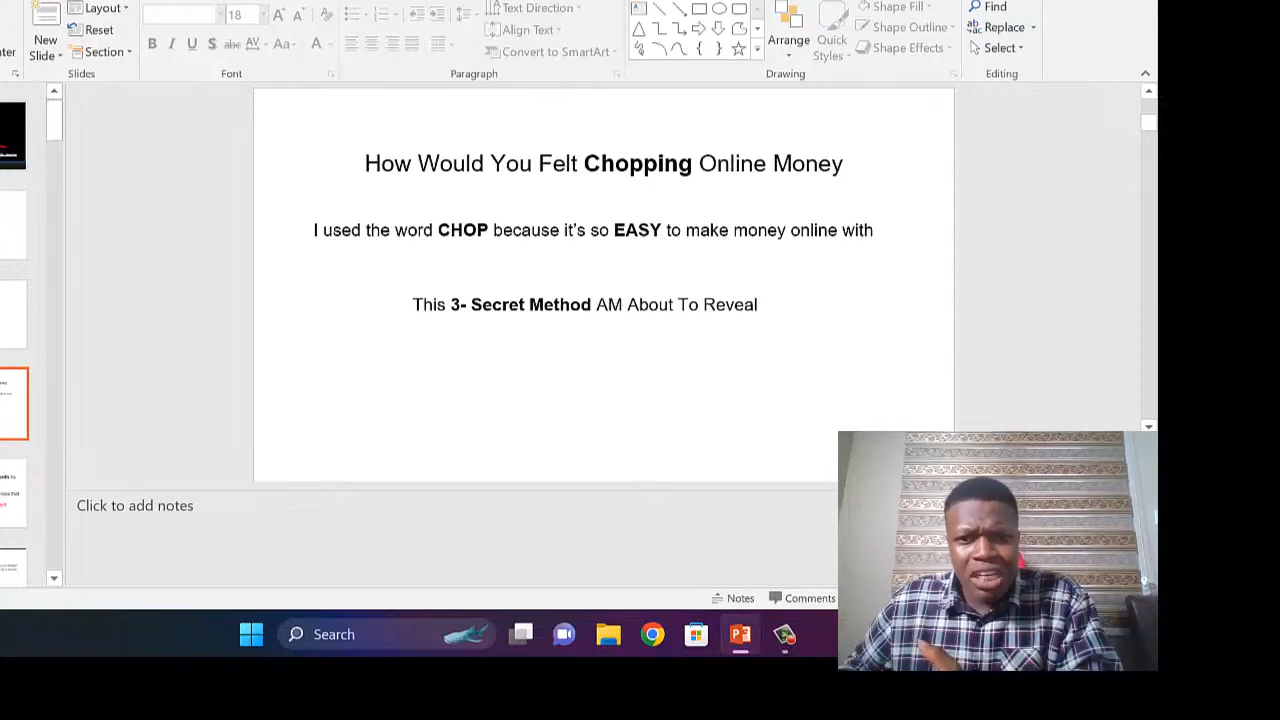 Layout
Reset
New
Slide
Section
Slides
18
B I U S abc AV Aa A
Font
Text Direction
Align Text
Convert to SmartArt
Paragraph
Arrange
Quick
Styles
Shape Fill
Shape Outline
Shape Effects
Drawing
Find
Replace
Select
Editing
How Would You Felt Chopping Online Money
I used the word CHOP because it's so EASY to make money online with
This 3- Secret Method AM About To Reveal
Click to add notes
Notes
Comments
Search